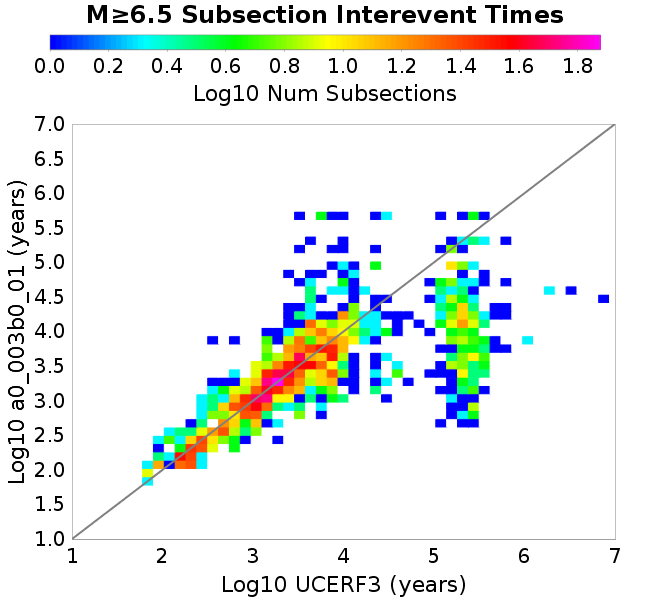 M≥6.5 Subsection Interevent Times
0.0 0.2 0.4 0.6 0.8 1.0 1.2 1.4 1.6 1.8
Log10 Num Subsections
Log10 a0_003b0_01 (years)
7.0
6.5
6.0
5.5
5.0
4.5
4.0
3.5
3.0
2.5
2.0
1.5
1.0
1 2 3 4 5 6 7
Log10 UCERF3 (years)